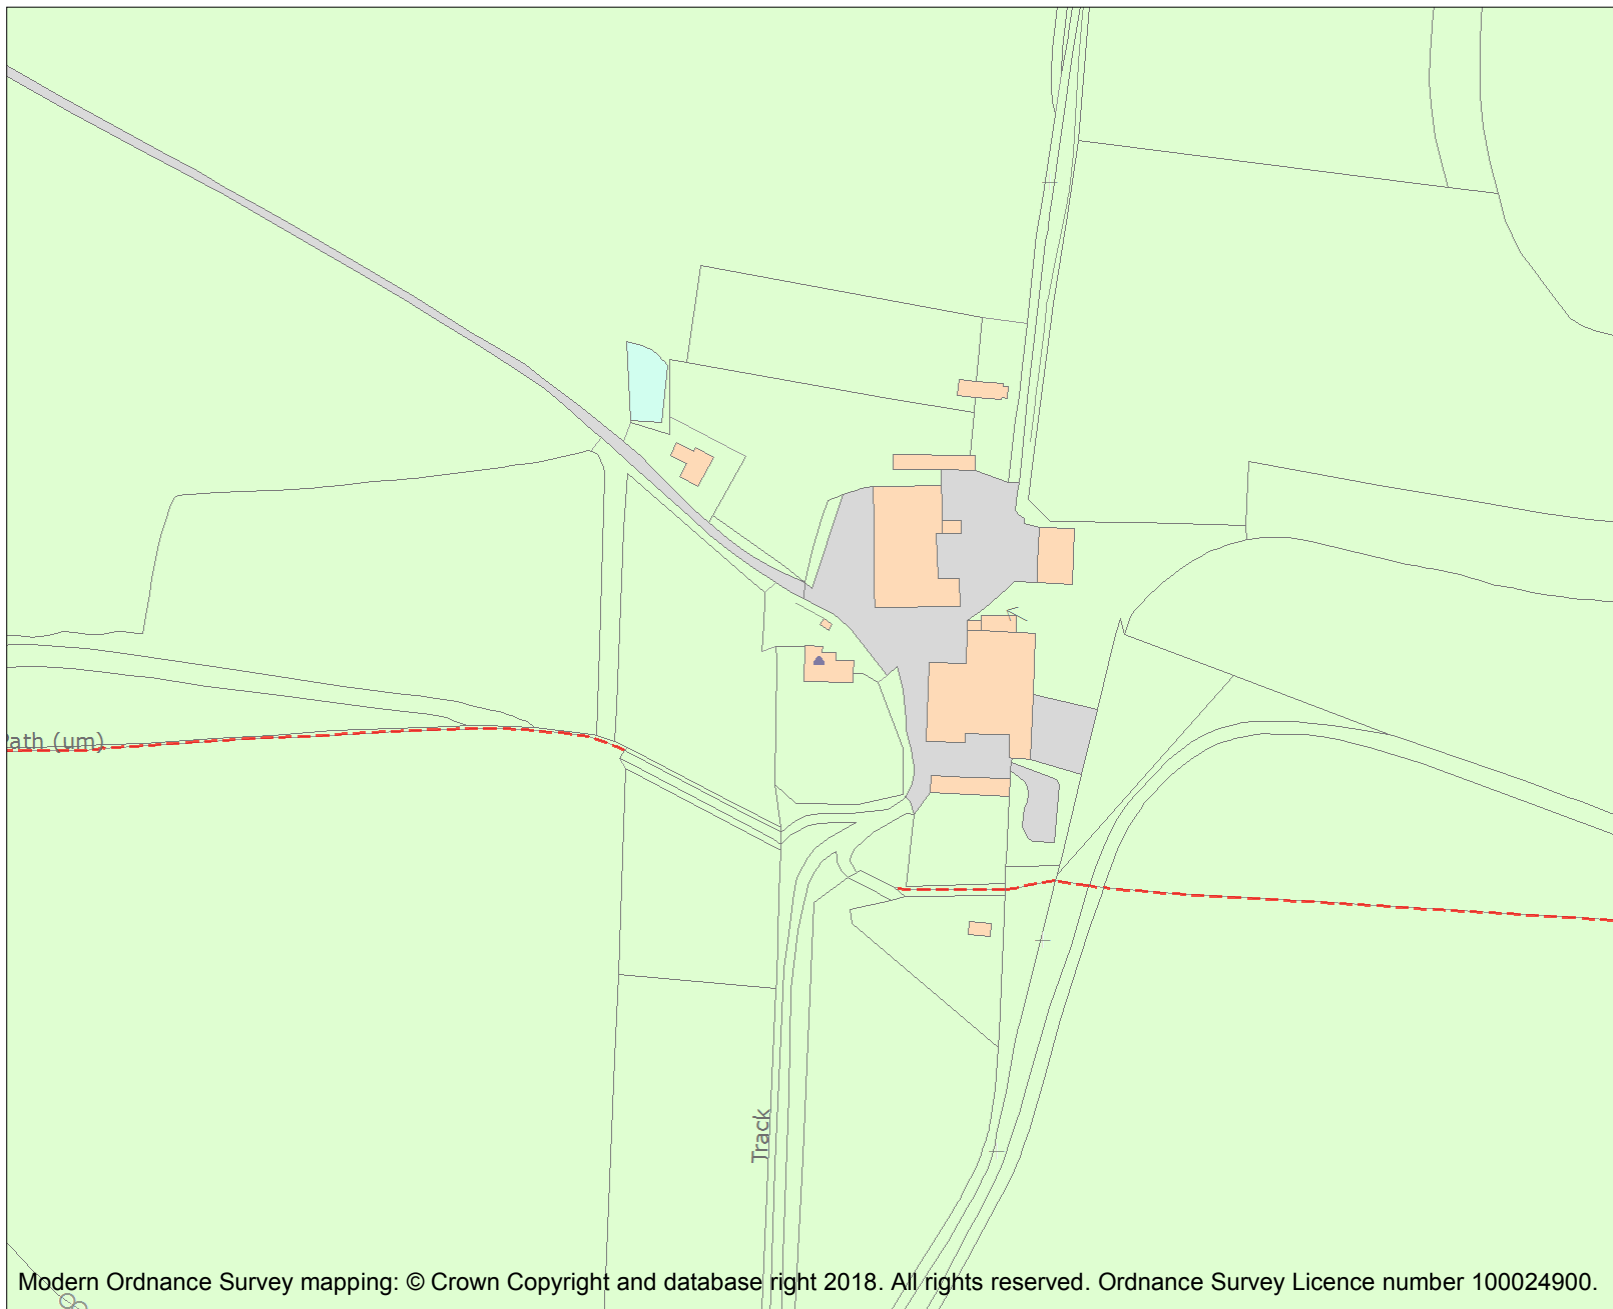 Path (um)
Track
Modern Ordnance Survey mapping: © Crown Copyright and database right 2018. All rights reserved. Ordnance Survey Licence number 100024900.